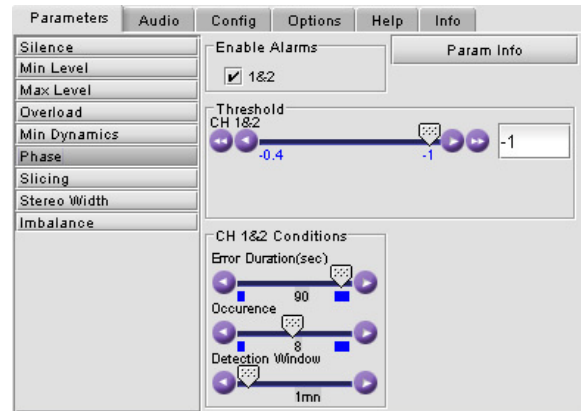 Parameters Audio Config Options Help Info
Silence
Min Level
Max Level
Overload
Min Dynamics
Phase
Slicing
Stereo Width
Imbalance
Enable Alarms
1&2
Param Info
Threshold
CH 1&2
-0.4 -1
-1
CH 1&2 Conditions
Error Duration(sec)
90
Occurence
8
Detection Window
1mn